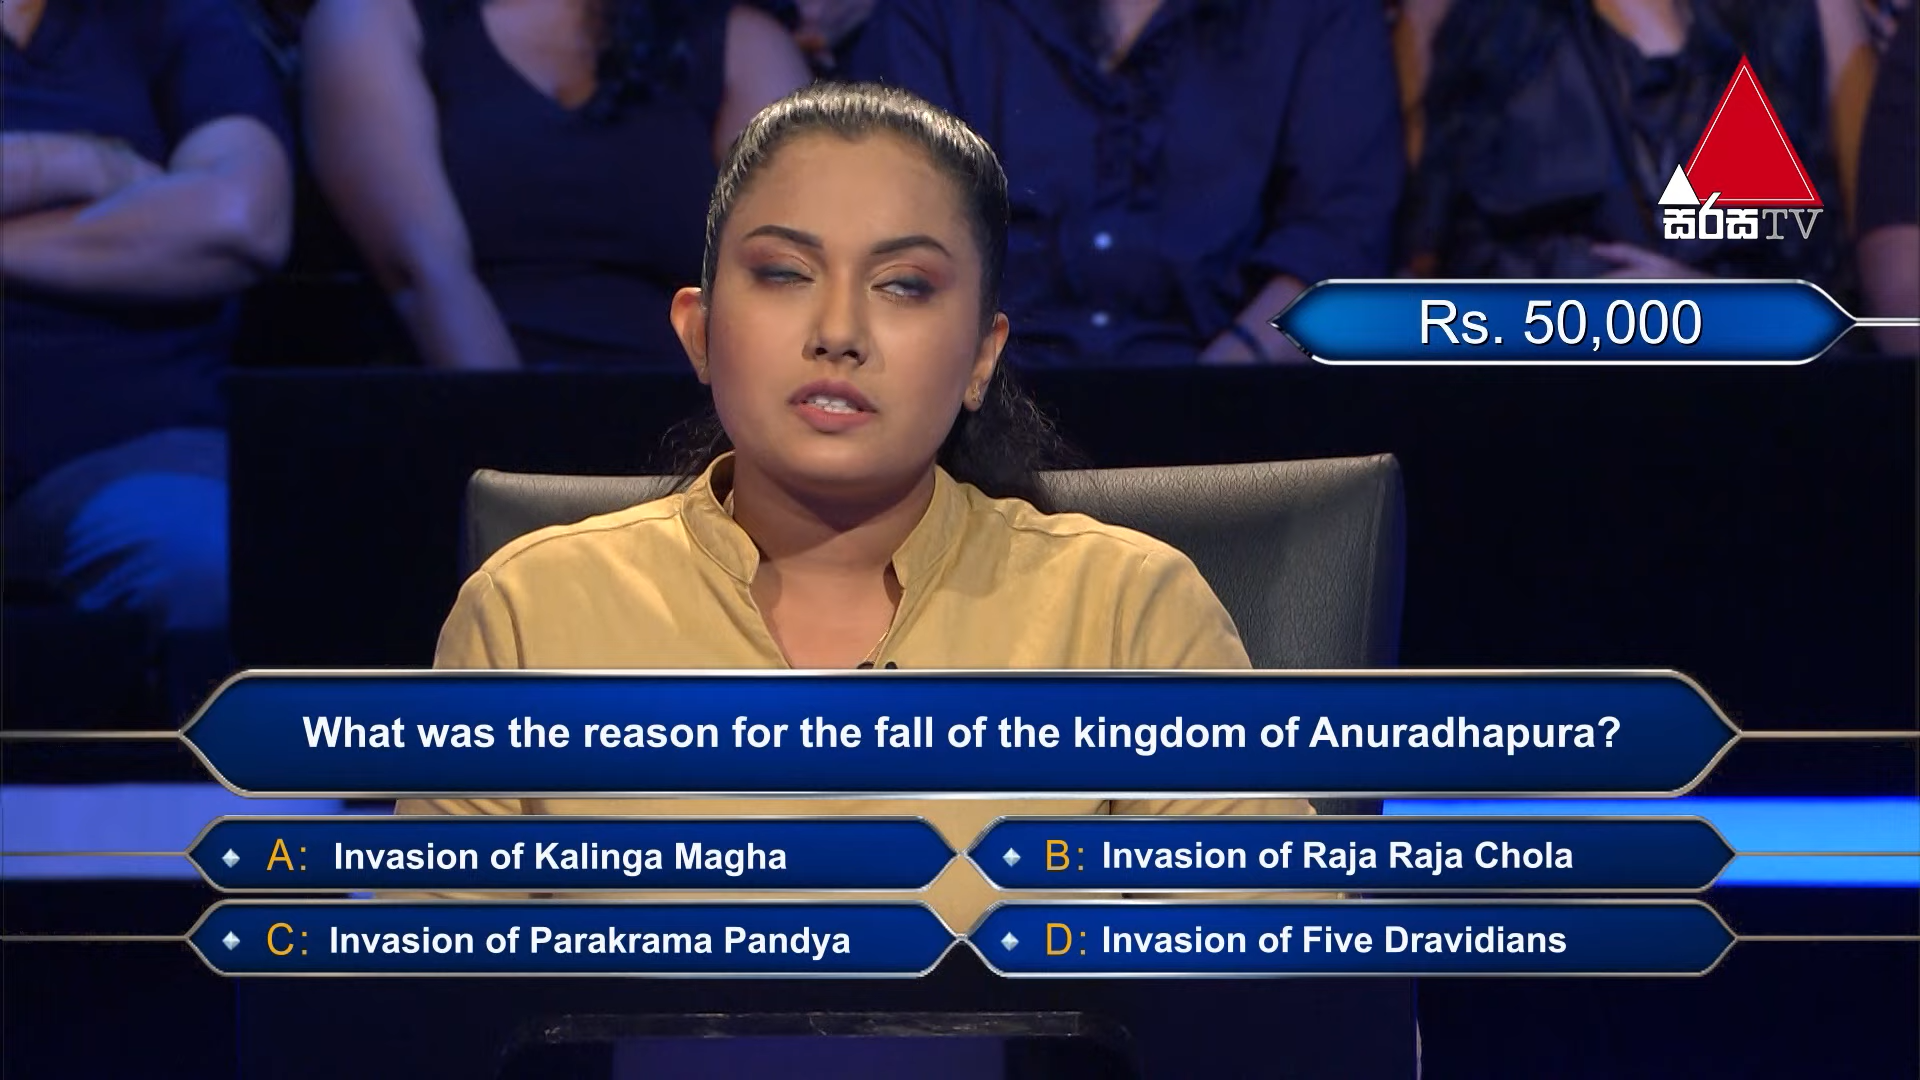 සිරස TV
Rs. 50,000
What was the reason for the fall of the kingdom of Anuradhapura?
A: Invasion of Kalinga Magha
B: Invasion of Raja Raja Chola
C: Invasion of Parakrama Pandya
D: Invasion of Five Dravidians